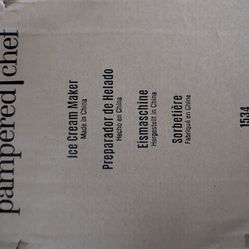 pampered chef
Ice Cream Maker
Made in China
Preparador de Helado
Hecho en China
Eismaschine
Hergestellt in China
Sorbetière
Fabriqué en Chine
1534